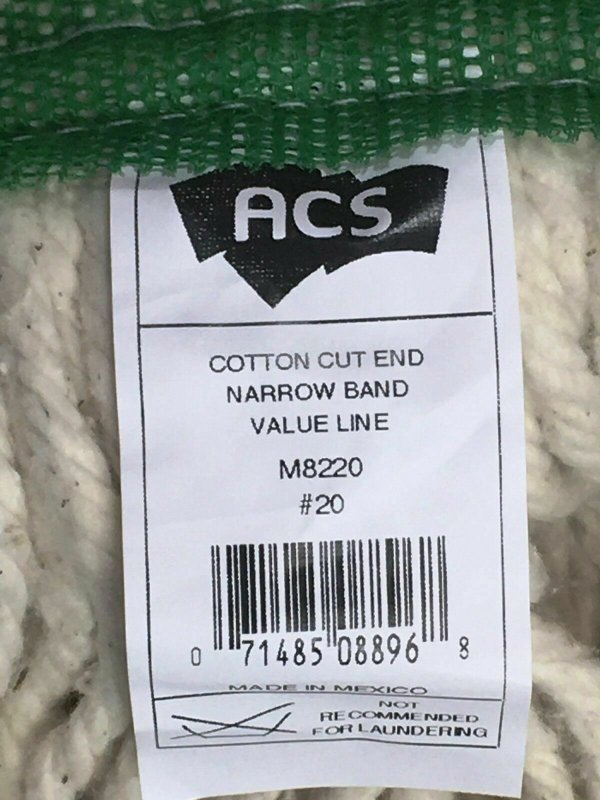 ACS
COTTON CUT END
NARROW BAND
VALUE LINE
M8220
#20
0 71485 08896 8
MADE IN MEXICO
NOT
RECOMMENDED
FOR LAUNDERING